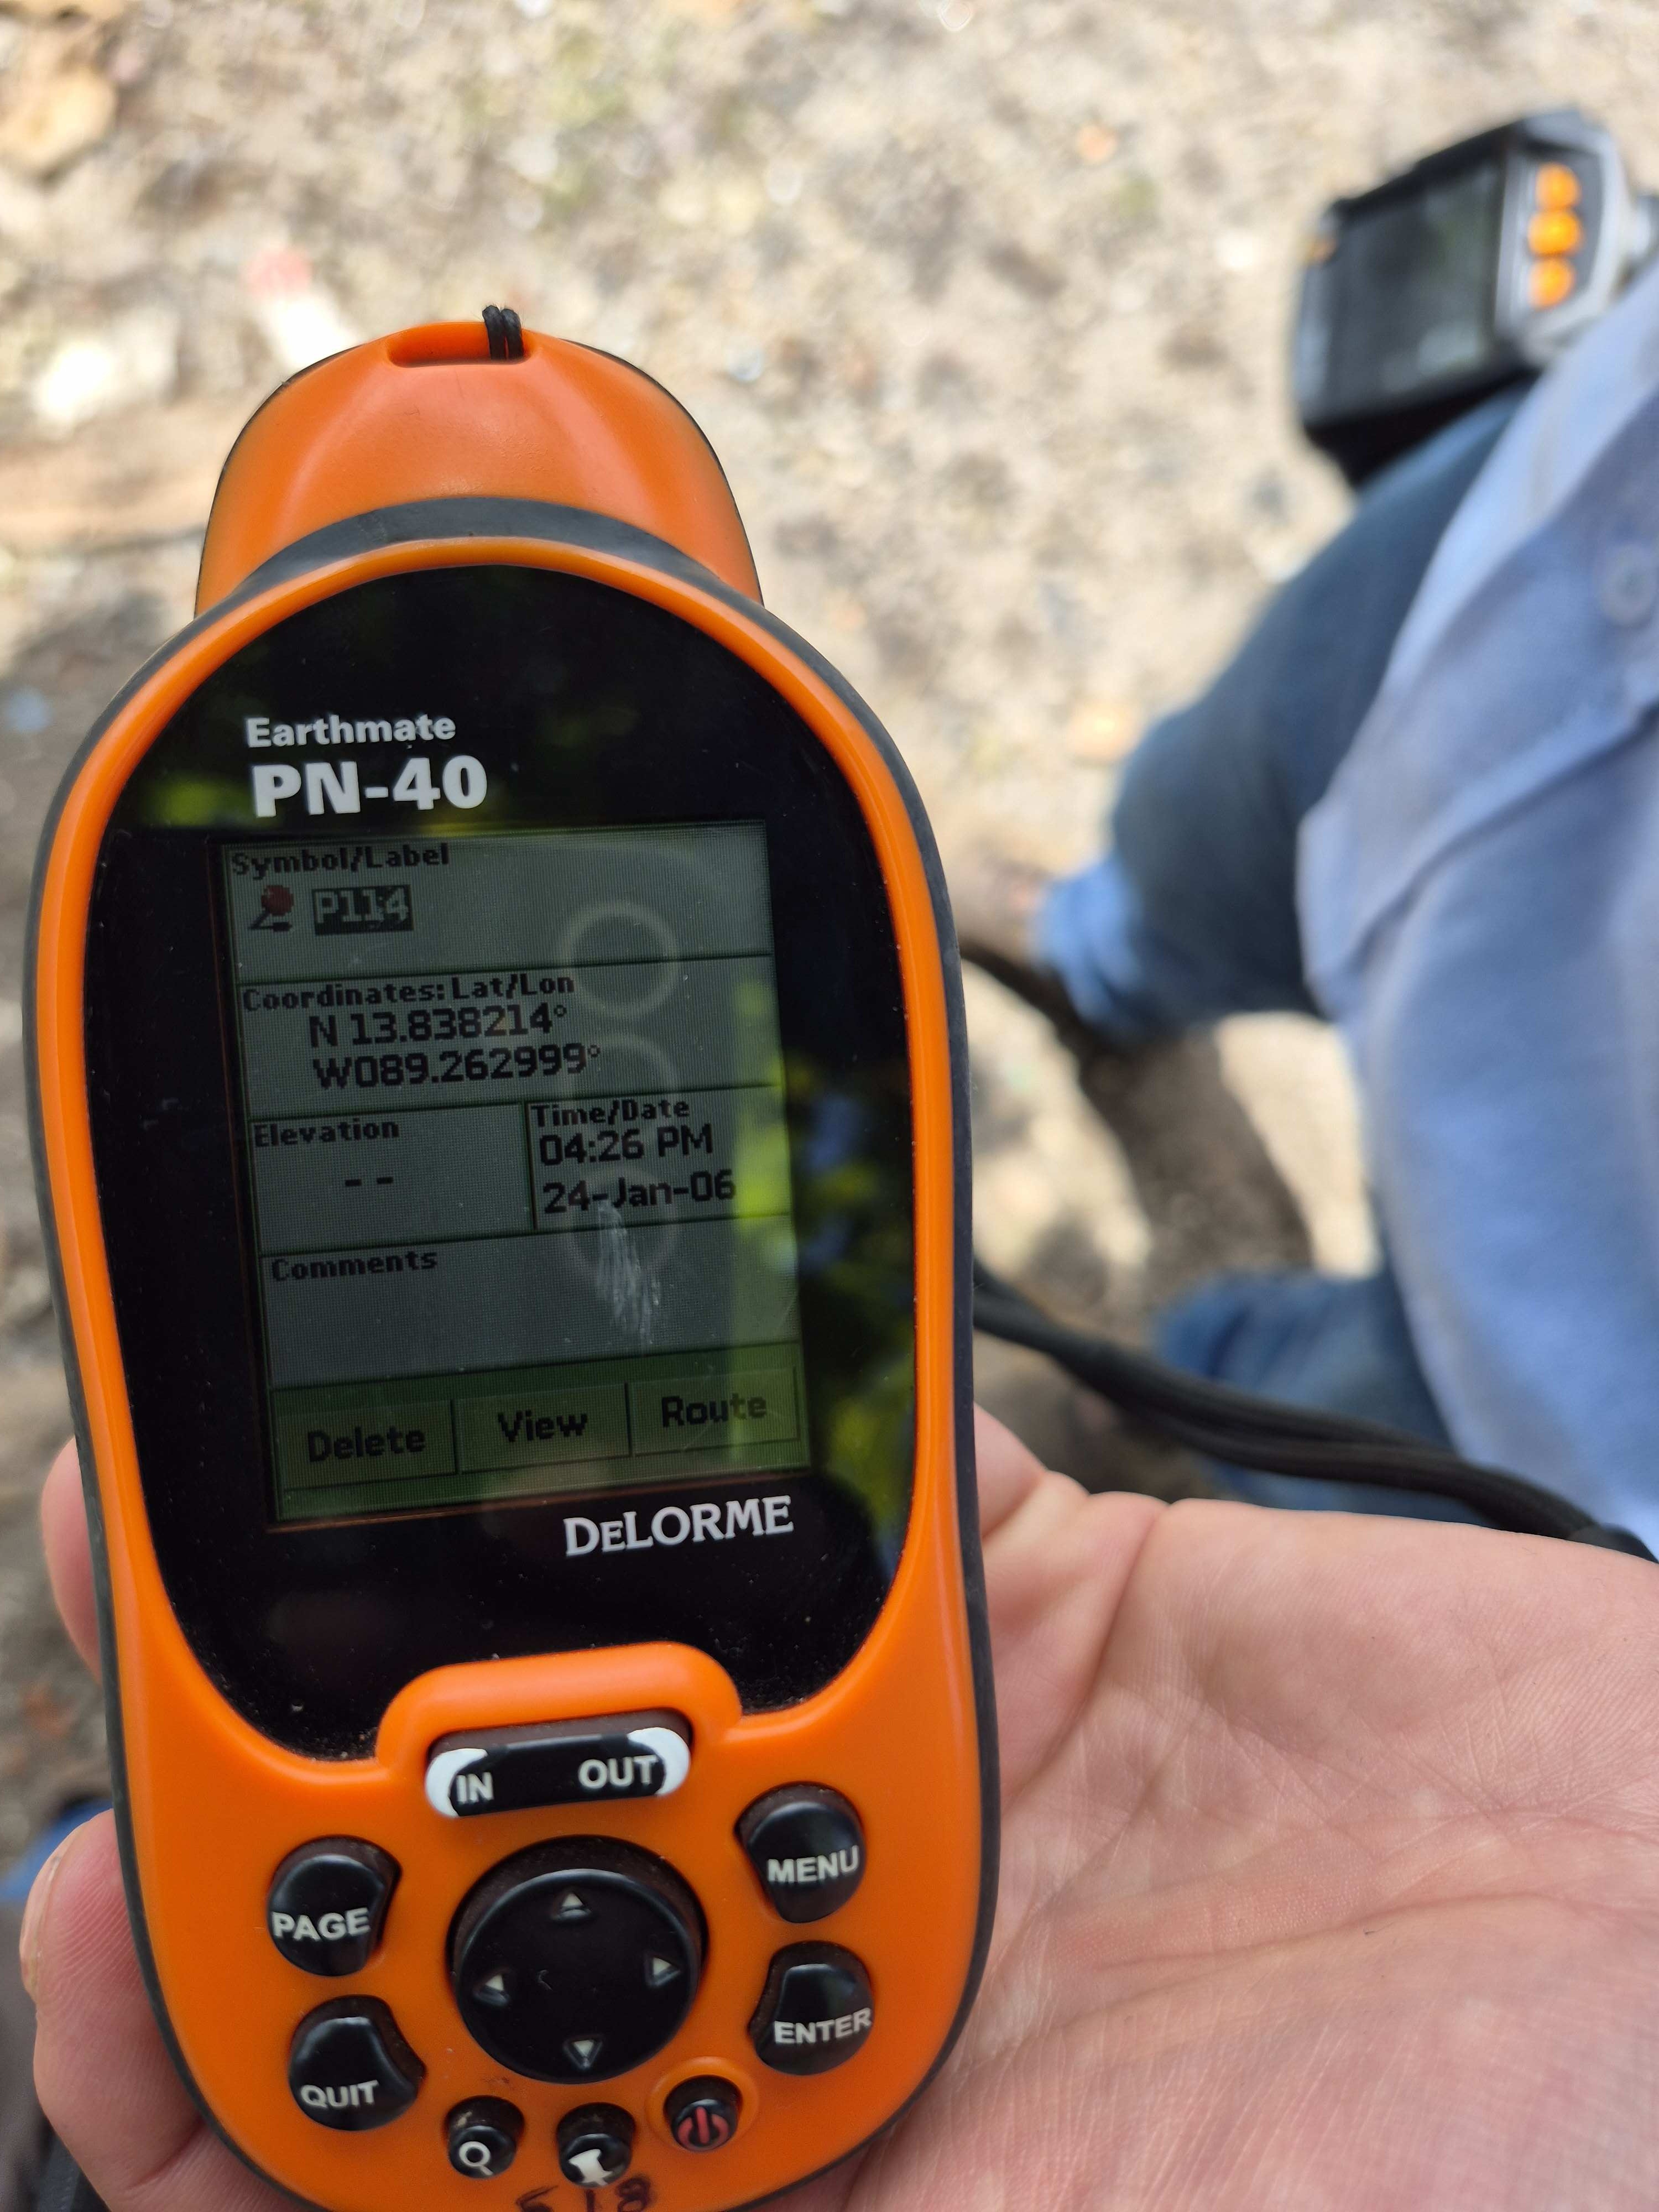 Earthmate
PN-40
Symbol/Label
P114
Coordinates: Lat/Lon
N 13.838214°
W089.262999°
Elevation
--
Time/Date
04:26 PM
24-Jan-06
Comments
Delete
View
Route
DELORME
IN
OUT
PAGE
MENU
QUIT
ENTER